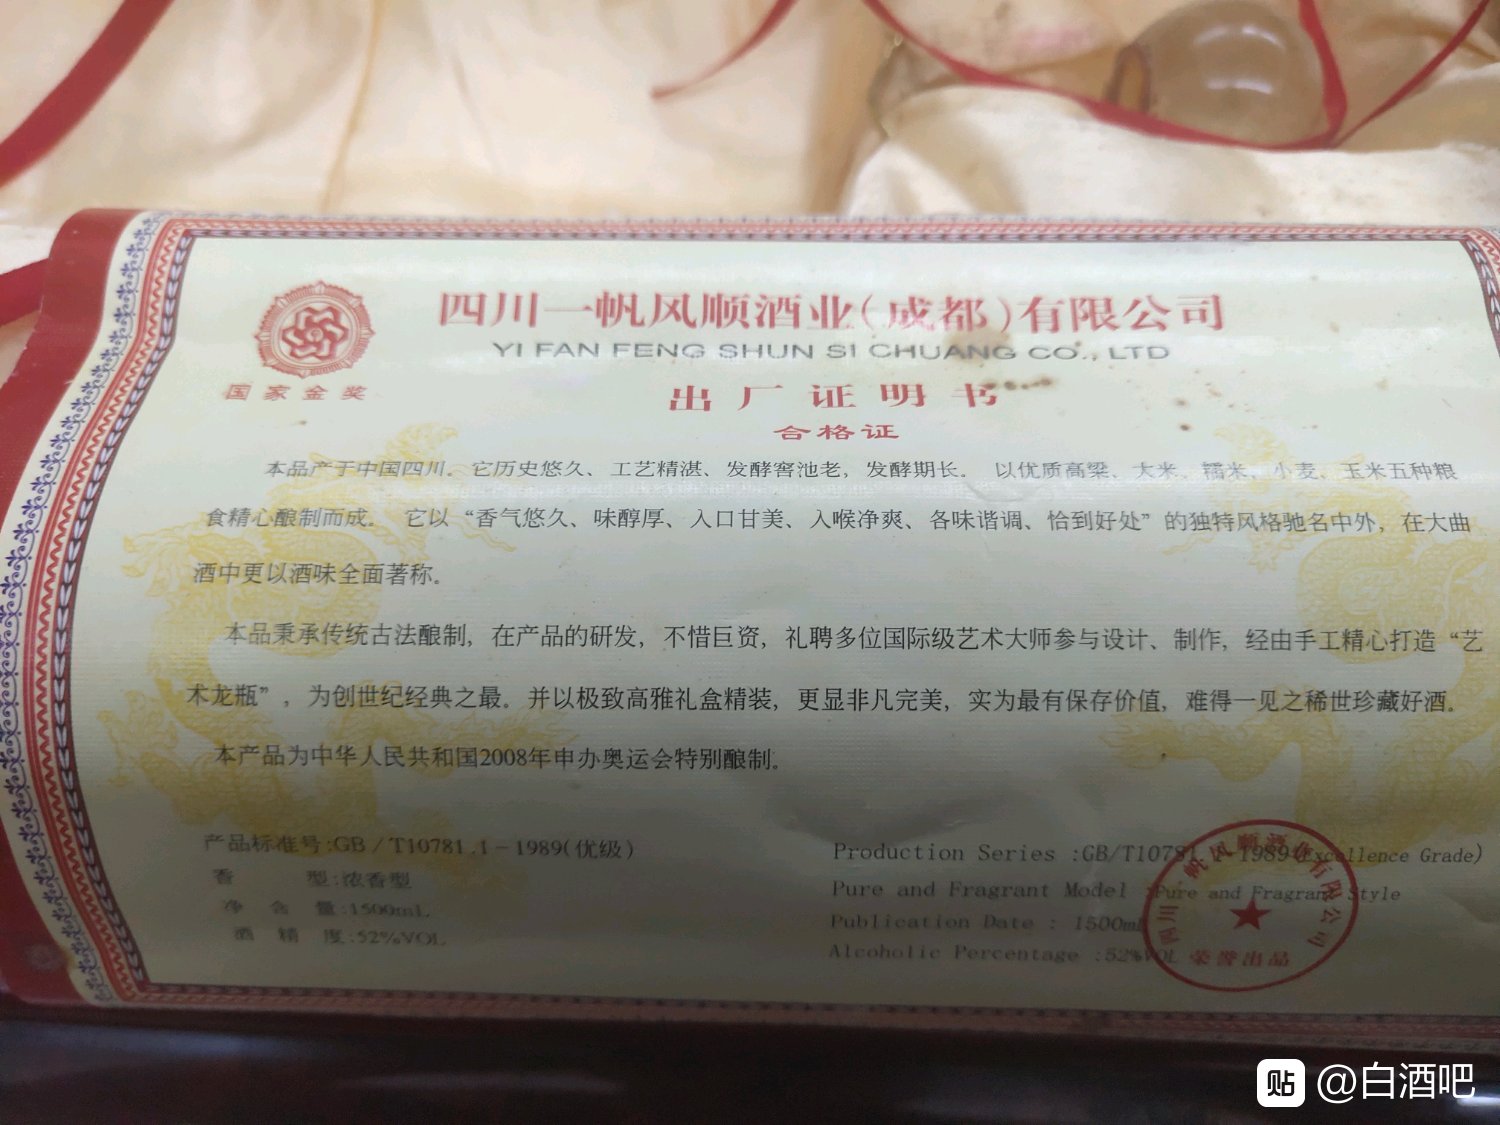 国家金奖
四川一帆风顺酒业(成都)有限公司
YI FAN FENG SHUN SI CHUANG CO., LTD
出厂证明书
合格证
本品产于中国四川。它历史悠久、工艺精湛、发酵窖池老，发酵期长。 以优质高粱、大米、糯米、小麦、玉米五种粮
食精心酿制而成。 它以“香气悠久、味醇厚、入口甘美、入喉净爽、各味谐调、恰到好处”的独特风格驰名中外，在大曲
酒中更以酒味全面著称。
本品秉承传统古法酿制，在产品的研发，不惜巨资，礼聘多位国际级艺术大师参与设计、制作，经由手工精心打造“艺
术龙瓶”，为创世纪经典之最。并以极致高雅礼盒精装，更显非凡完美，实为最有保存价值，难得一见之稀世珍藏好酒。
本产品为中华人民共和国2008年申办奥运会特别酿制。
产品标准号:GB/T10781.1-1989(优级)
香 型:浓香型
净 含 量:1500mL
酒 精 度:52%VOL
Production Series :GB/T10781.1-1989(Excellence Grade)
Pure and Fragrant Model :Pure and Fragrant Style
Publication Date : 1500mL
Alcoholic Percentage :52%VOL
四川一帆风顺酒业有限公司
荣誉出品
贴 @白酒吧